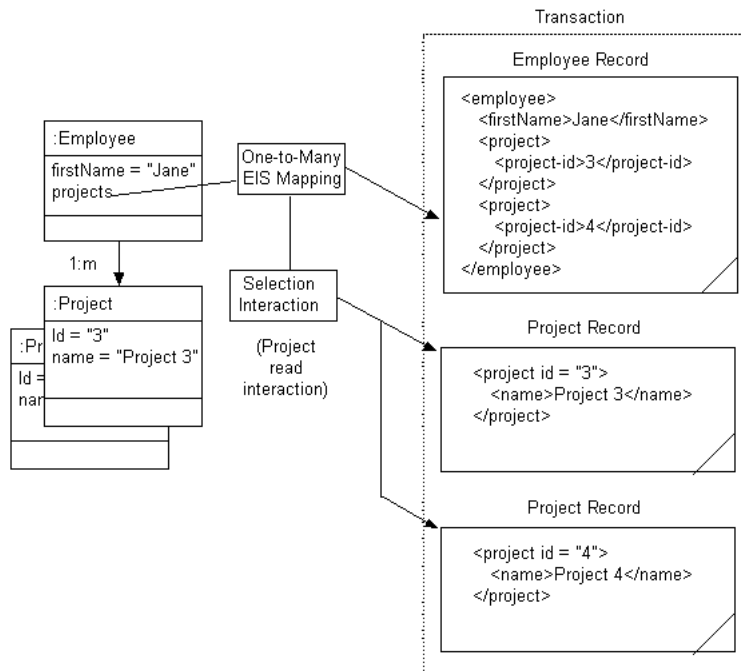 Transaction
Employee Record
<employee>
<firstName>Jane</firstName>
<project>
<project-id>3</project-id>
</project>
<project>
<project-id>4</project-id>
</project>
</employee>
:Employee
firstName = "Jane"
projects
One-to-Many
EIS Mapping
1:m
:Project
Id = "3"
name = "Project 3"
:Pr
Id =
nar
Selection
Interaction
(Project
read
interaction)
Project Record
<project id = "3">
<name>Project 3</name>
</project>
Project Record
<project id = "4">
<name>Project 4</name>
</project>